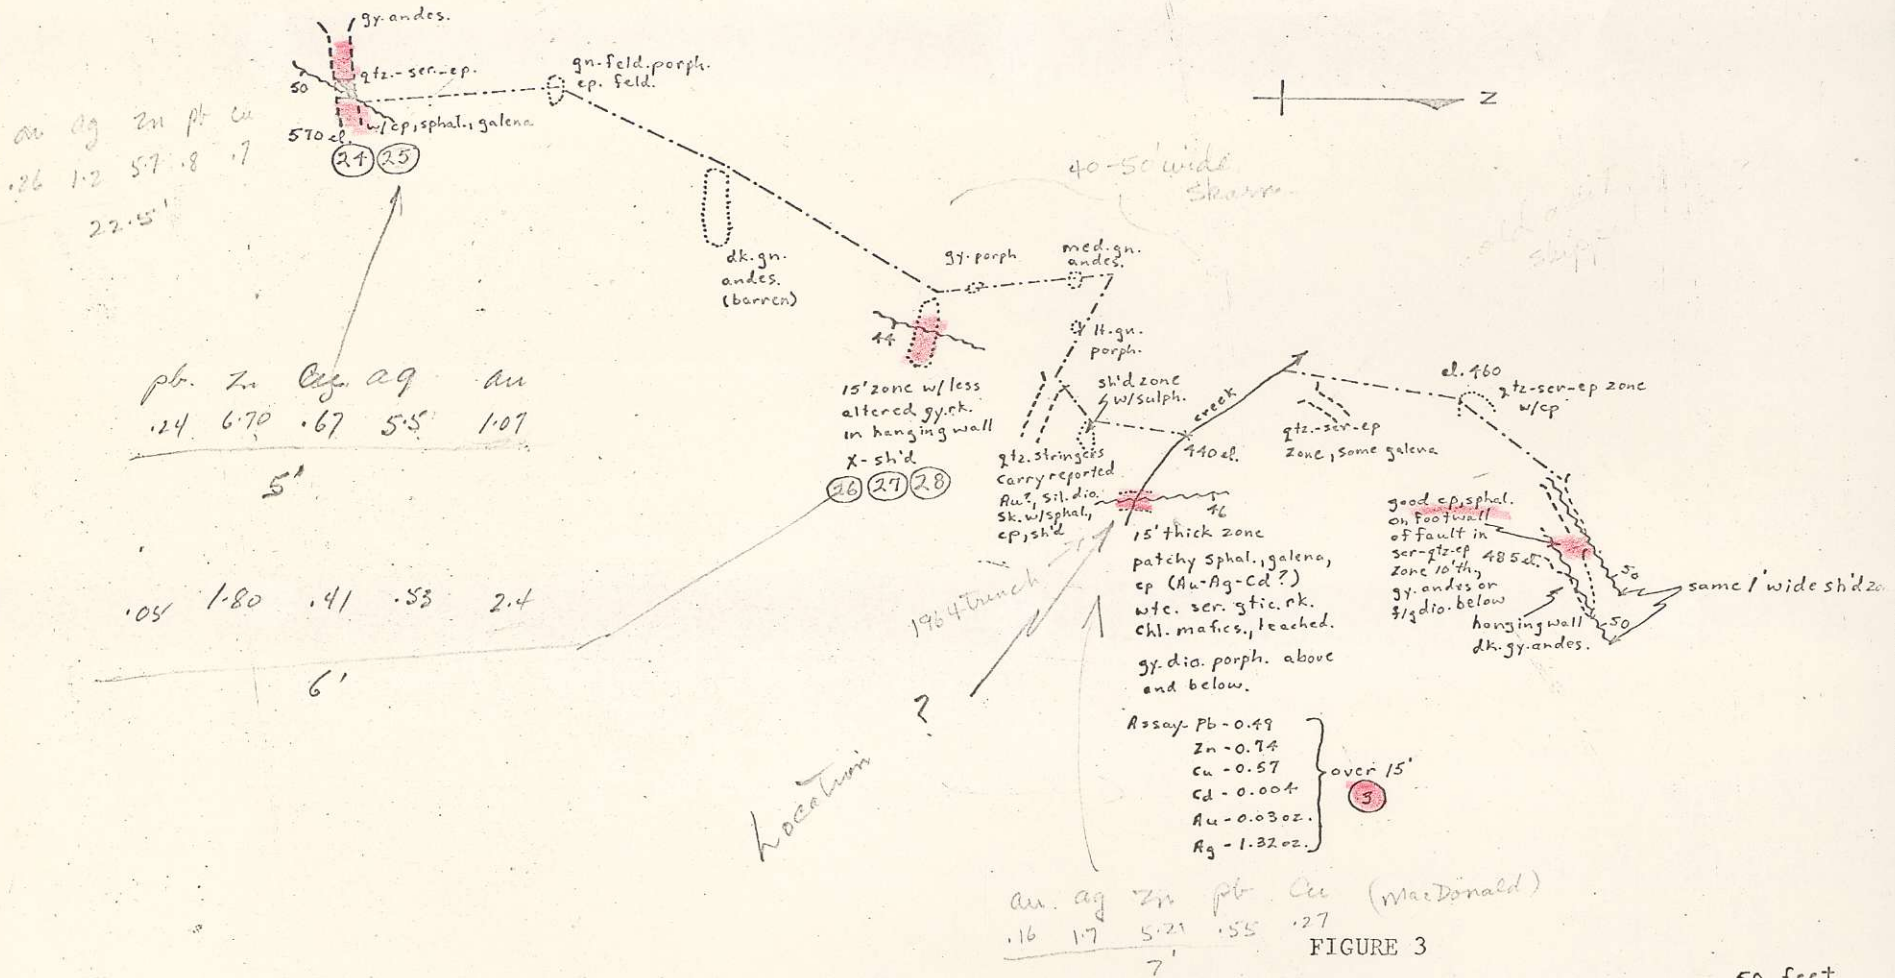 gy. andes.
50
qtz.-ser.-ep.
w/cp, sphal., galena
570 el.
24 25
au ag Zn pb cu
.26 1.2 5.7 .8 .7
22.5'
gn-feld.porph.
ep. feld.
Z
40-50' wide
Skarn
dk.gn.
andes.
(barren)
gy. porph
med.gn.
andes.
lt.gn.
porph.
44
15' zone w/less
altered gy.rk.
in hanging wall
X-sh'd
26 27 28
pb. Zn Cu. ag au
.24 6.70 .67 5.5 1.07
5'
.05 1.80 .41 .53 2.4
6'
sh'd zone
w/sulph.
creek
440 el.
qtz. stringers
carry reported
Au?, sil. dio.
sk. w/sphal.,
cp, sh'd
46
15' thick zone
patchy sphal., galena,
cp (Au-Ag-Cd?)
wte. ser. qtic. rk.
chl. mafics., leached.
gy. dio. porph. above
and below.
1964 trench
Location ?
Assay- Pb - 0.49
Zn - 0.74
Cu - 0.57
Cd - 0.004
Au - 0.03 oz.
Ag - 1.32 oz.
over 15'
3
qtz.-ser-ep
zone, some galena
el. 460
qtz-ser-ep zone
w/cp
good cp, sphal.
on footwall
of fault in
ser-qtz-ep
zone 10' th.,
gy. andes or
f/g dio. below
485 el.
50
50
hanging wall
dk.gy.andes.
same 1' wide sh'd
au. ag Zn pb Cu (MacDonald)
.16 1.7 5.21 .55 .27
7'
FIGURE 3
50 feet